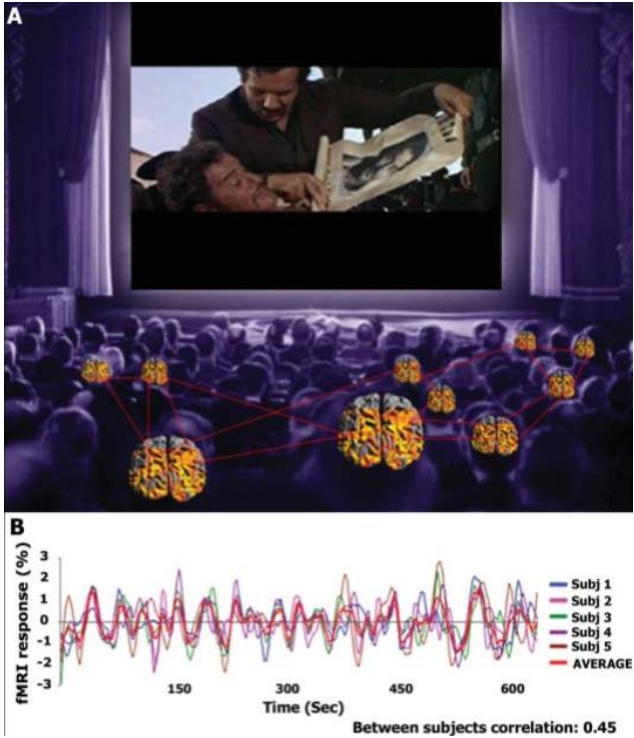 A
B
fMRI response (%)
3
2
1
0
-1
-2
-3
150
300
450
600
Time (Sec)
Subj 1
Subj 2
Subj 3
Subj 4
Subj 5
AVERAGE
Between subjects correlation: 0.45